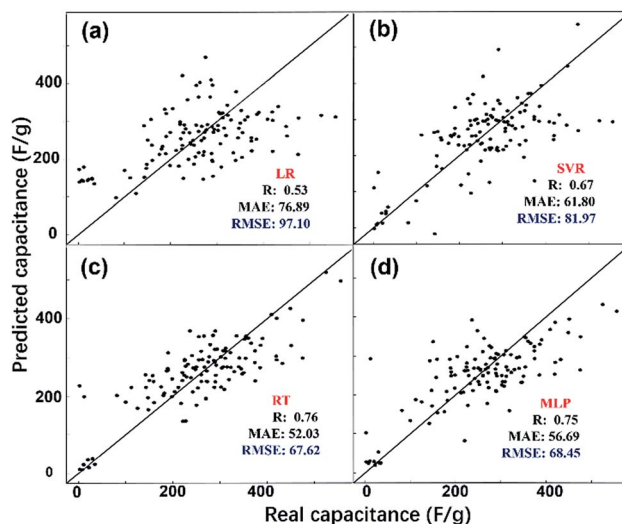 (a)
400
200
0
LR
R: 0.53
MAE: 76.89
RMSE: 97.10
(b)
SVR
R: 0.67
MAE: 61.80
RMSE: 81.97
(c)
400
200
0
RT
R: 0.76
MAE: 52.03
RMSE: 67.62
(d)
MLP
R: 0.75
MAE: 56.69
RMSE: 68.45
0 200 400 0 200 400
Predicted capacitance (F/g)
Real capacitance (F/g)